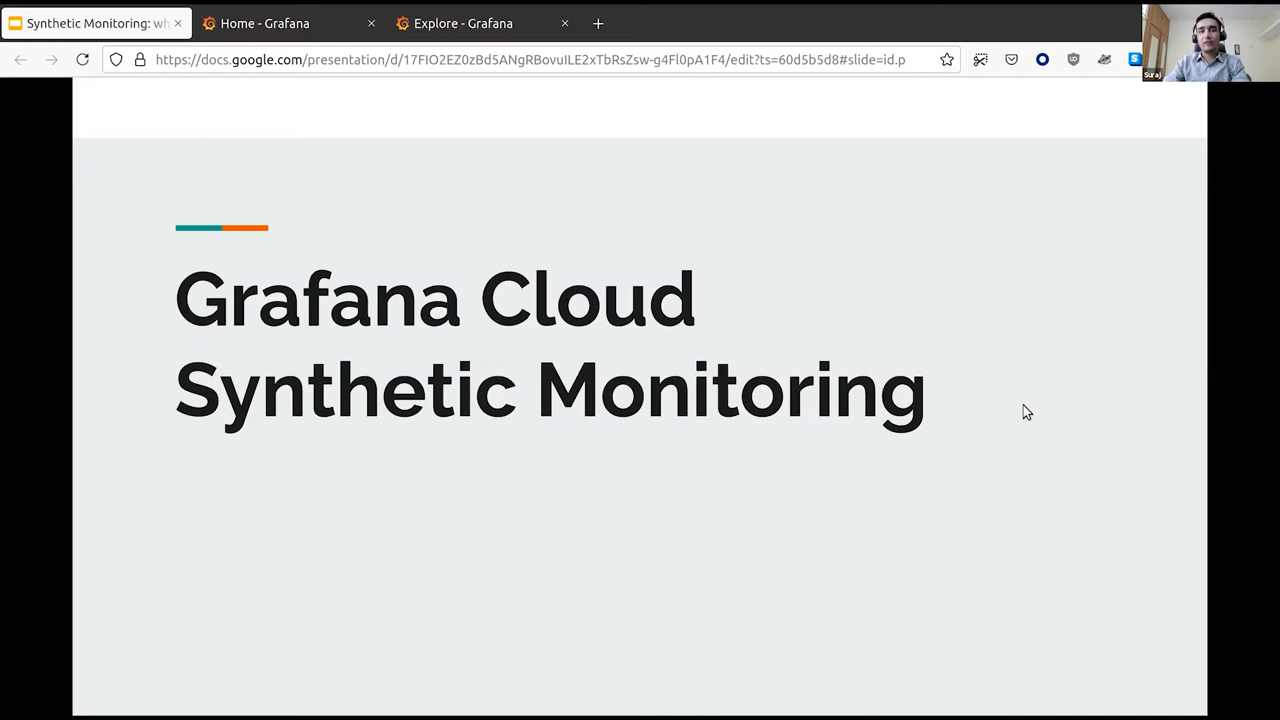 Synthetic Monitoring: wh
Home - Grafana
Explore - Grafana
https://docs.google.com/presentation/d/17FIO2EZ0zBd5ANgRBovuILE2xTbRsZsw-g4Fl0pA1F4/edit?ts=60d5b5d8#slide=id.p
Suraj
Grafana Cloud
Synthetic Monitoring